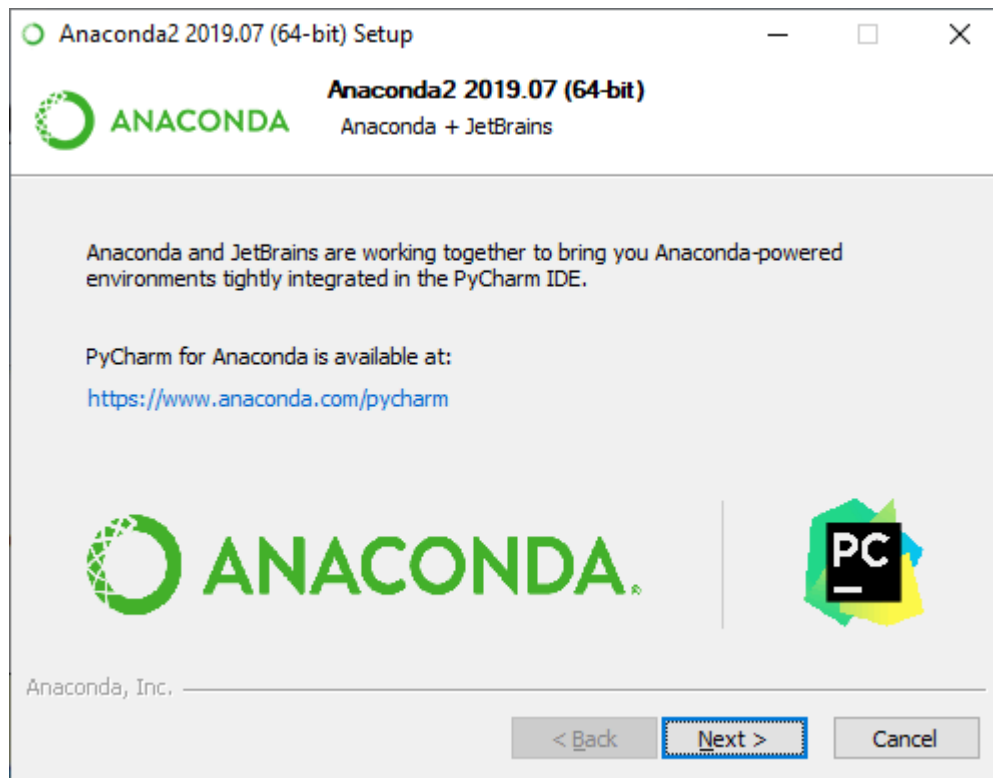 Anaconda2 2019.07 (64-bit) Setup
Anaconda2 2019.07 (64-bit)
ANACONDA
Anaconda + JetBrains
Anaconda and JetBrains are working together to bring you Anaconda-powered
environments tightly integrated in the PyCharm IDE.
PyCharm for Anaconda is available at:
https://www.anaconda.com/pycharm
ANACONDA.®
PC
Anaconda, Inc.
< Back
Next >
Cancel